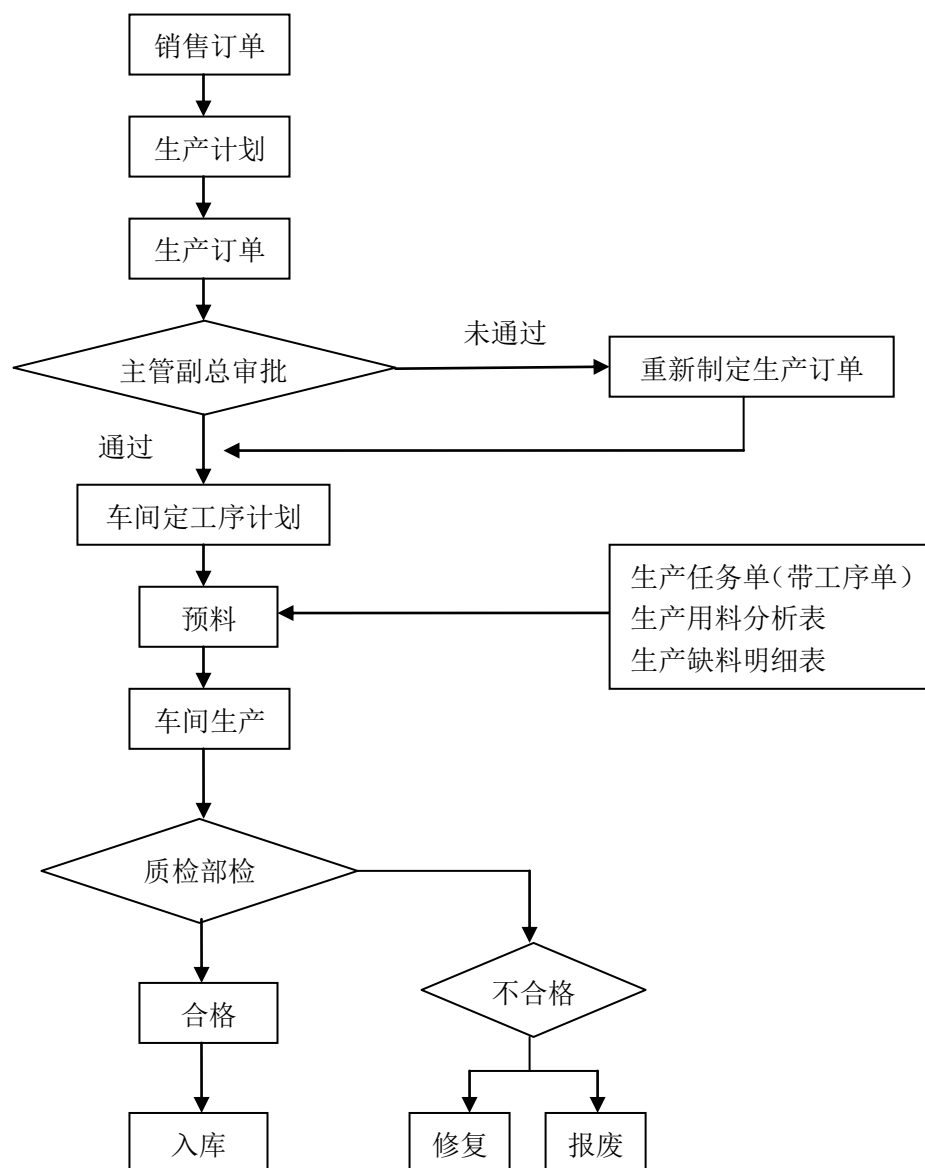 销售订单
生产计划
生产订单
主管副总审批
未通过
重新制定生产订单
通过
车间定工序计划
生产任务单（带工序单）
生产用料分析表
生产缺料明细表
预料
车间生产
质检部检
不合格
合格
入库
修复
报废